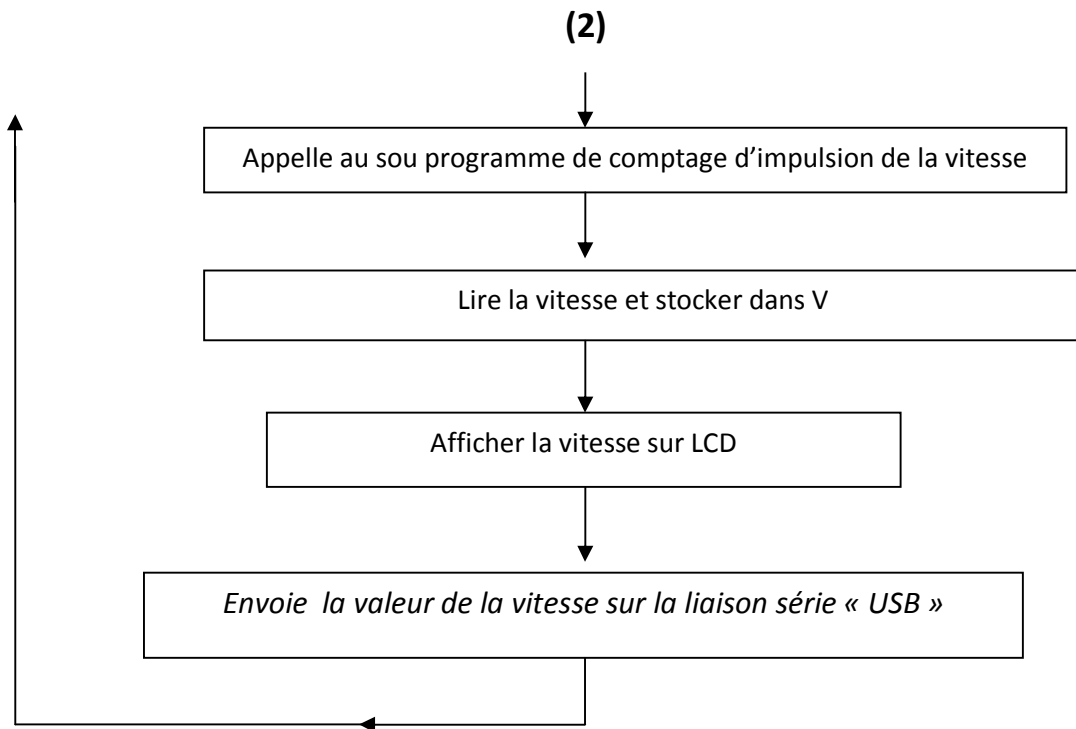 (2)
Appelle au sou programme de comptage d’impulsion de la vitesse
Lire la vitesse et stocker dans V
Afficher la vitesse sur LCD
Envoie la valeur de la vitesse sur la liaison série « USB »